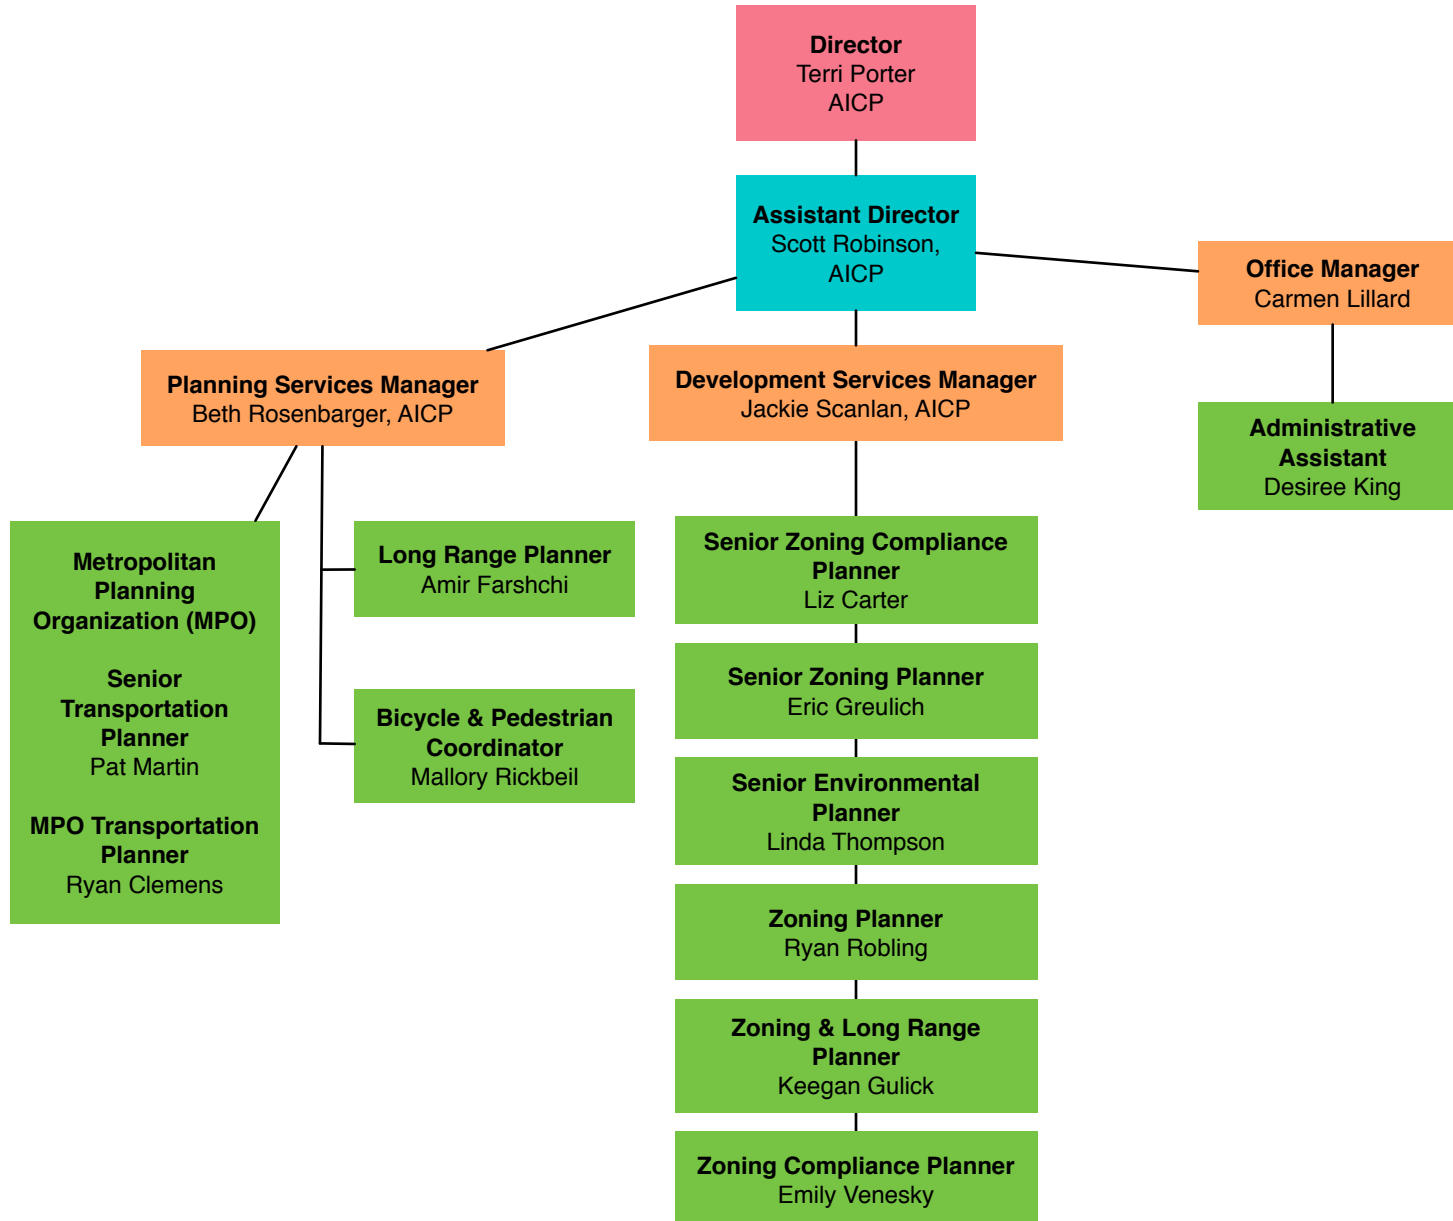 Director
Terri Porter
AICP
Assistant Director
Scott Robinson,
AICP
Office Manager
Carmen Lillard
Administrative
Assistant
Desiree King
Planning Services Manager
Beth Rosenbarger, AICP
Development Services Manager
Jackie Scanlan, AICP
Metropolitan
Planning
Organization (MPO)
Senior
Transportation
Planner
Pat Martin
MPO Transportation
Planner
Ryan Clemens
Long Range Planner
Amir Farshchi
Bicycle & Pedestrian
Coordinator
Mallory Rickbeil
Senior Zoning Compliance
Planner
Liz Carter
Senior Zoning Planner
Eric Greulich
Senior Environmental
Planner
Linda Thompson
Zoning Planner
Ryan Robling
Zoning & Long Range
Planner
Keegan Gulick
Zoning Compliance Planner
Emily Venesky